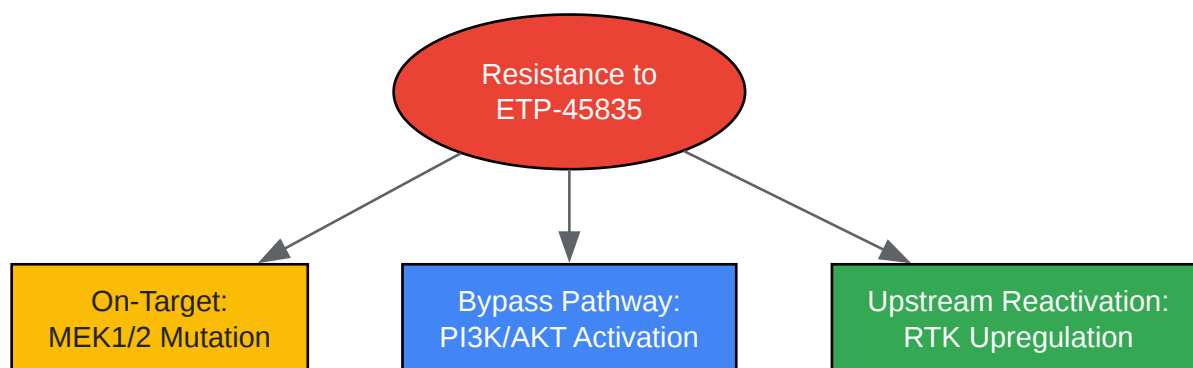 Resistance to
ETP-45835
On-Target:
MEK1/2 Mutation
Bypass Pathway:
PI3K/AKT Activation
Upstream Reactivation:
RTK Upregulation